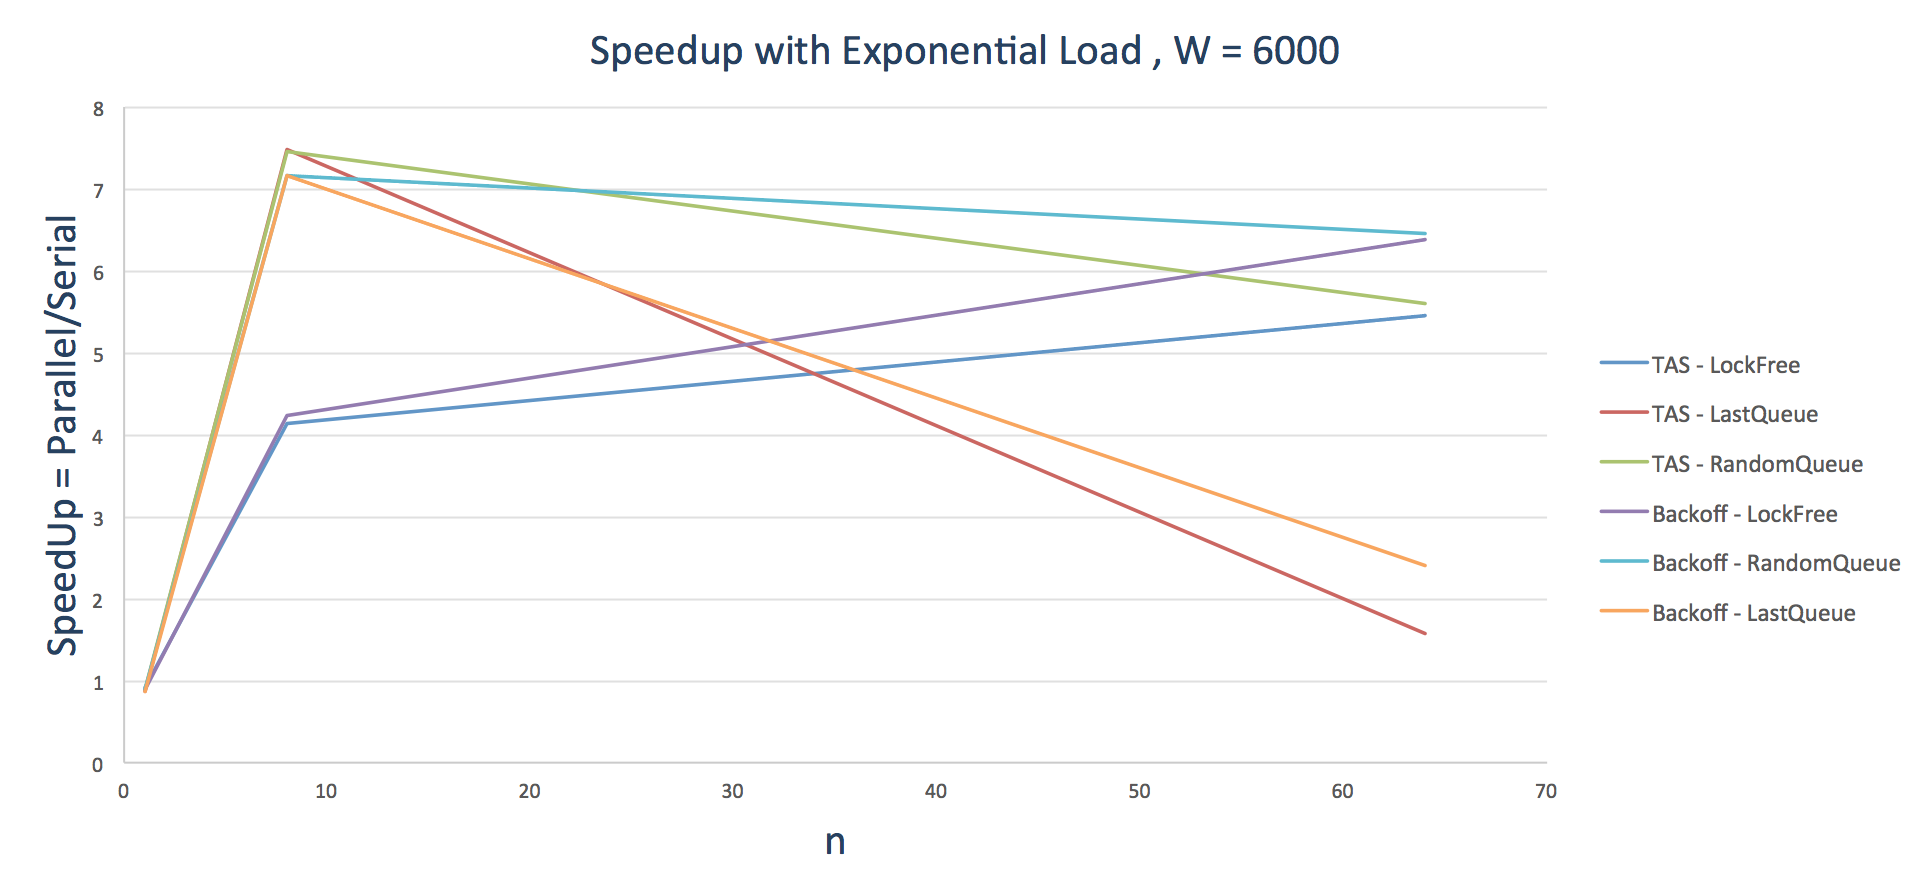 Speedup with Exponential Load , W = 6000
SpeedUp = Parallel/Serial
8
7
6
5
4
3
2
1
0
0 10 20 30 40 50 60 70
n
TAS - LockFree
TAS - LastQueue
TAS - RandomQueue
Backoff - LockFree
Backoff - RandomQueue
Backoff - LastQueue